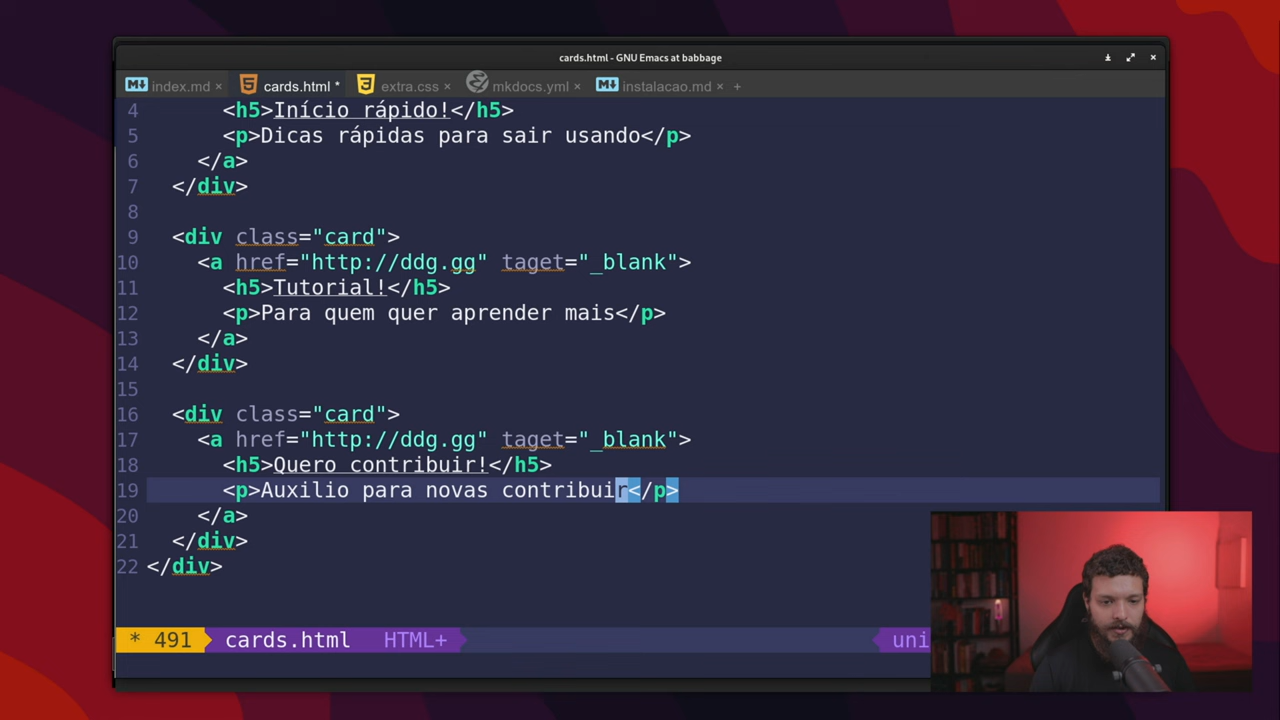 cards.html - GNU Emacs at babbage
index.md × cards.html * extra.css × mkdocs.yml × instalacao.md × +
4 <h5>Início rápido!</h5>
5 <p>Dicas rápidas para sair usando</p>
6 </a>
7 </div>
8
9 <div class="card">
10 <a href="http://ddg.gg" taget="_blank">
11 <h5>Tutorial!</h5>
12 <p>Para quem quer aprender mais</p>
13 </a>
14 </div>
15
16 <div class="card">
17 <a href="http://ddg.gg" taget="_blank">
18 <h5>Quero contribuir!</h5>
19 <p>Auxilio para novas contribuir</p>
20 </a>
21 </div>
22 </div>
* 491 cards.html HTML+ uni